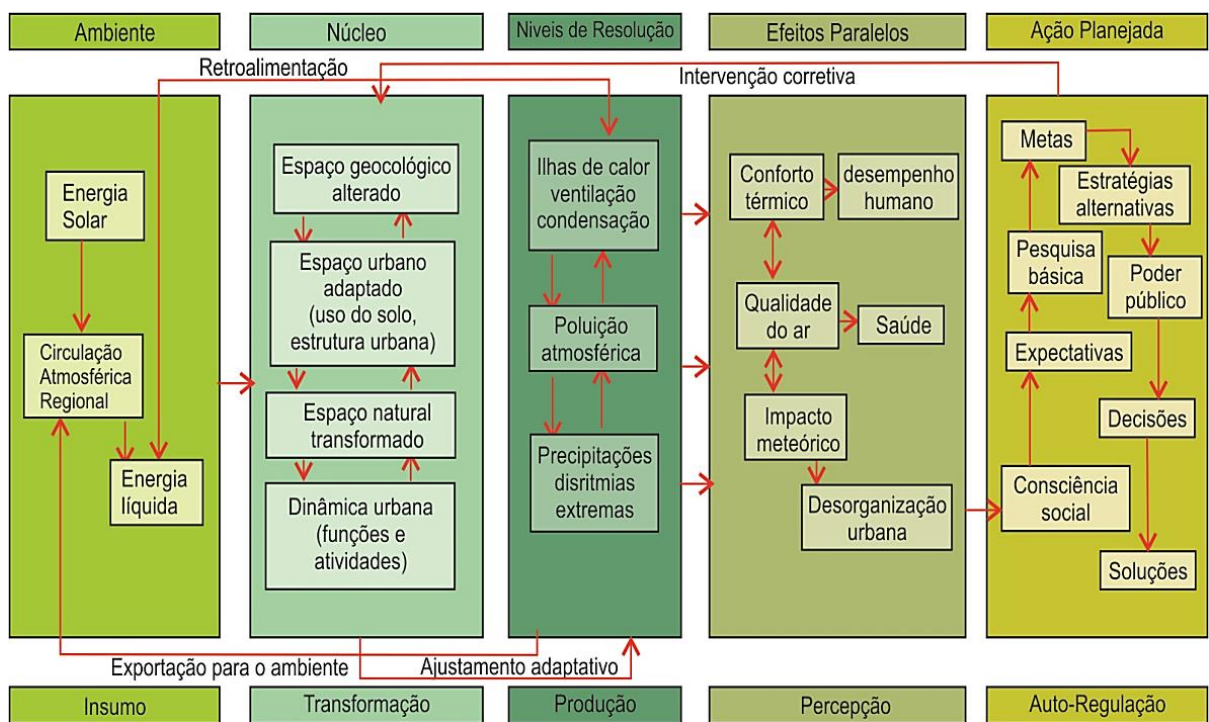 Ambiente
Núcleo
Niveis de Resolução
Efeitos Paralelos
Ação Planejada
Retroalimentação
Intervenção corretiva
Energia
Solar
Circulação
Atmosférica
Regional
Energia
líquida
Espaço geocológico
alterado
Espaço urbano
adaptado
(uso do solo,
estrutura urbana)
Espaço natural
transformado
Dinâmica urbana
(funções e
atividades)
Ilhas de calor
ventilação
condensação
Poluição
atmosférica
Precipitações
disritmias
extremas
Conforto
térmico
desempenho
humano
Qualidade
do ar
Saúde
Impacto
meteórico
Desorganização
urbana
Metas
Estratégias
alternativas
Pesquisa
básica
Poder
público
Expectativas
Decisões
Consciência
social
Soluções
Exportação para o ambiente
Ajustamento adaptativo
Insumo
Transformação
Produção
Percepção
Auto-Regulação